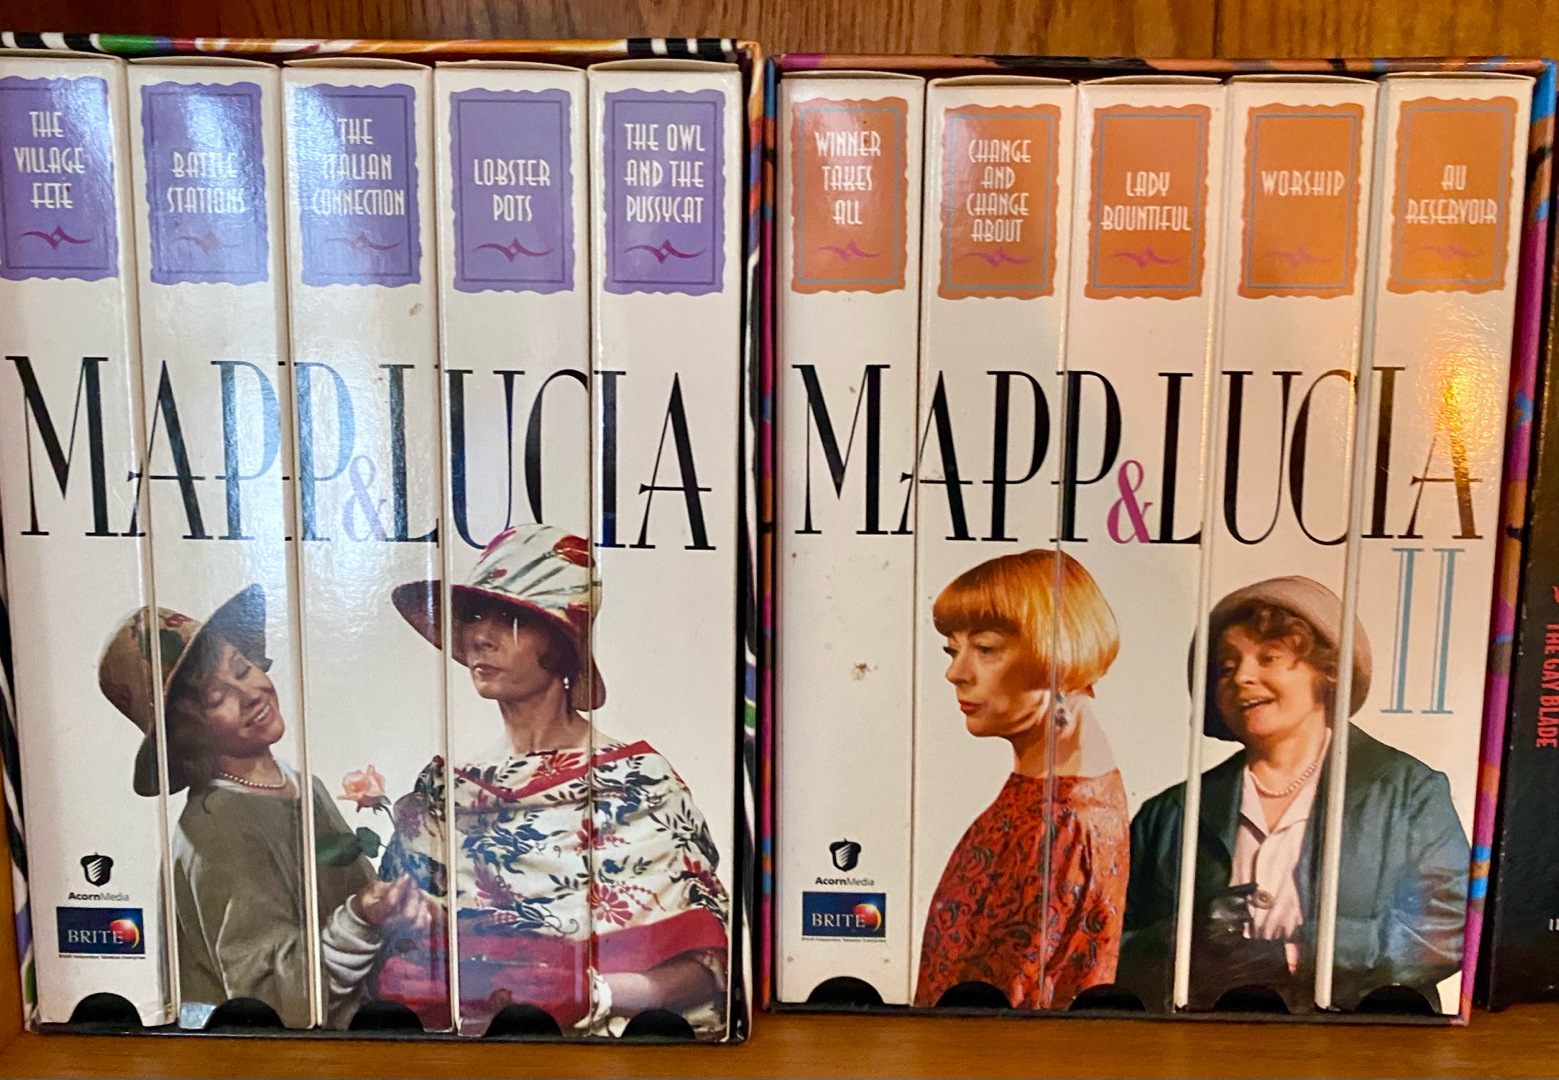 THE
VILLAGE
FETE
BATTLE
STATIONS
THE
ITALIAN
CONNECTION
LOBSTER
POTS
THE OWL
AND THE
PUSSYCAT
MAPP & LUCIA
AcornMedia
BRITE
WINNER
TAKES
ALL
CHANGE
AND
CHANGE
ABOUT
LADY
BOUNTIFUL
WORSHIP
AU
RESERVOIR
MAPP & LUCIA
II
AcornMedia
BRITE
THE GAY BLADE